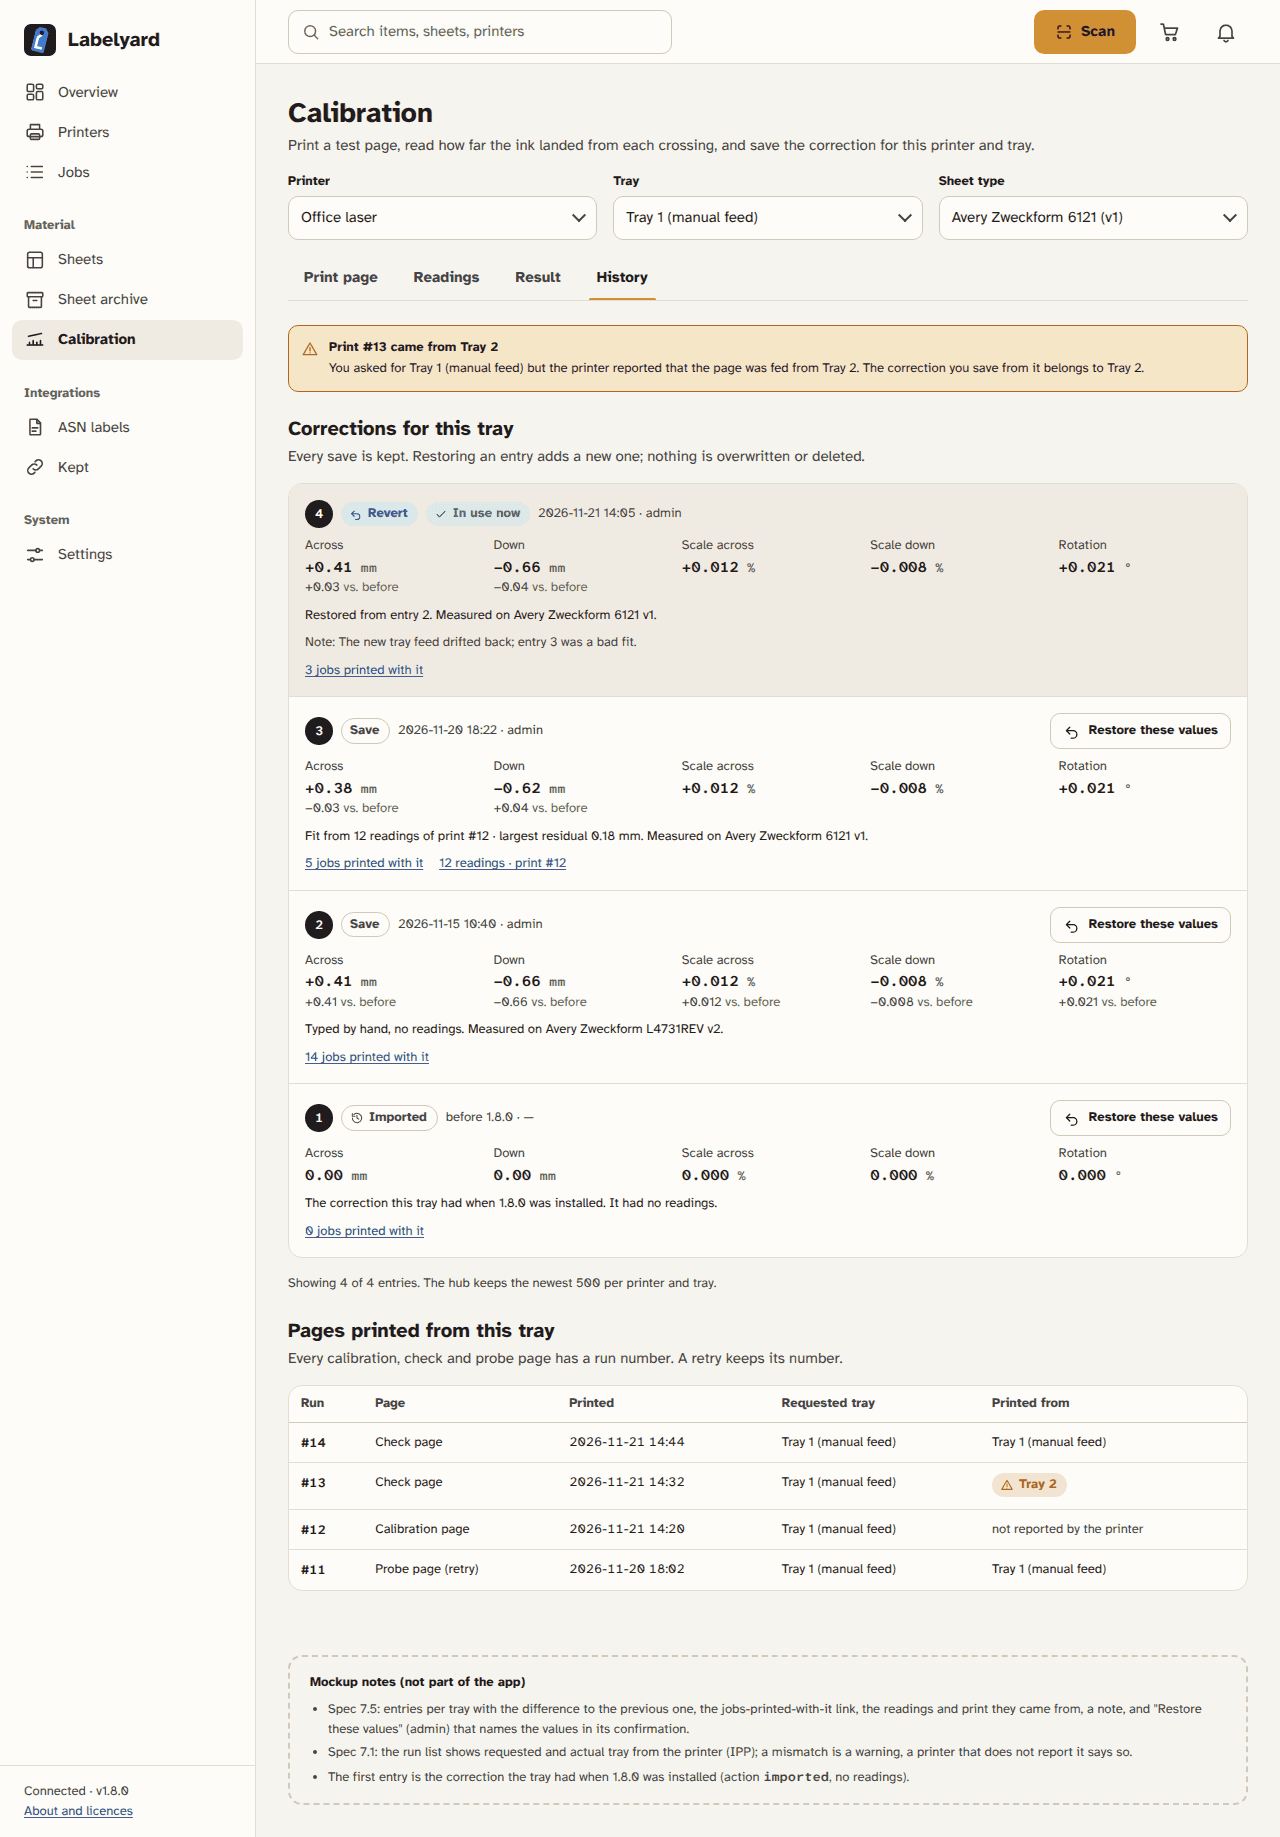 Labelyard
Overview
Printers
Jobs
Material
Sheets
Sheet archive
Calibration
Integrations
ASN labels
Kept
System
Settings
Connected · v1.8.0
About and licences
Search items, sheets, printers
Scan
Calibration
Print a test page, read how far the ink landed from each crossing, and save the correction for this printer and tray.
Printer Tray Sheet type
Office laser Tray 1 (manual feed) Avery Zweckform 6121 (v1)
Print page Readings Result History
Print #13 came from Tray 2
You asked for Tray 1 (manual feed) but the printer reported that the page was fed from Tray 2. The correction you save from it belongs to Tray 2.
Corrections for this tray
Every save is kept. Restoring an entry adds a new one; nothing is overwritten or deleted.
4 Revert In use now 2026-11-21 14:05 · admin
Across Down Scale across Scale down Rotation
+0.41 mm −0.66 mm +0.012 % −0.008 % +0.021 °
+0.03 vs. before −0.04 vs. before
Restored from entry 2. Measured on Avery Zweckform 6121 v1.
Note: The new tray feed drifted back; entry 3 was a bad fit.
3 jobs printed with it
3 Save 2026-11-20 18:22 · admin Restore these values
Across Down Scale across Scale down Rotation
+0.38 mm −0.62 mm +0.012 % −0.008 % +0.021 °
−0.03 vs. before +0.04 vs. before
Fit from 12 readings of print #12 · largest residual 0.18 mm. Measured on Avery Zweckform 6121 v1.
5 jobs printed with it 12 readings · print #12
2 Save 2026-11-15 10:40 · admin Restore these values
Across Down Scale across Scale down Rotation
+0.41 mm −0.66 mm +0.012 % −0.008 % +0.021 °
+0.41 vs. before −0.66 vs. before +0.012 vs. before −0.008 vs. before +0.021 vs. before
Typed by hand, no readings. Measured on Avery Zweckform L4731REV v2.
14 jobs printed with it
1 Imported before 1.8.0 · — Restore these values
Across Down Scale across Scale down Rotation
0.00 mm 0.00 mm 0.000 % 0.000 % 0.000 °
The correction this tray had when 1.8.0 was installed. It had no readings.
0 jobs printed with it
Showing 4 of 4 entries. The hub keeps the newest 500 per printer and tray.
Pages printed from this tray
Every calibration, check and probe page has a run number. A retry keeps its number.
Run Page Printed Requested tray Printed from
#14 Check page 2026-11-21 14:44 Tray 1 (manual feed) Tray 1 (manual feed)
#13 Check page 2026-11-21 14:32 Tray 1 (manual feed) Tray 2
#12 Calibration page 2026-11-21 14:20 Tray 1 (manual feed) not reported by the printer
#11 Probe page (retry) 2026-11-20 18:02 Tray 1 (manual feed) Tray 1 (manual feed)
Mockup notes (not part of the app)
• Spec 7.5: entries per tray with the difference to the previous one, the jobs-printed-with-it link, the readings and print they came from, a note, and "Restore
these values" (admin) that names the values in its confirmation.
• Spec 7.1: the run list shows requested and actual tray from the printer (IPP); a mismatch is a warning, a printer that does not report it says so.
• The first entry is the correction the tray had when 1.8.0 was installed (action imported, no readings).